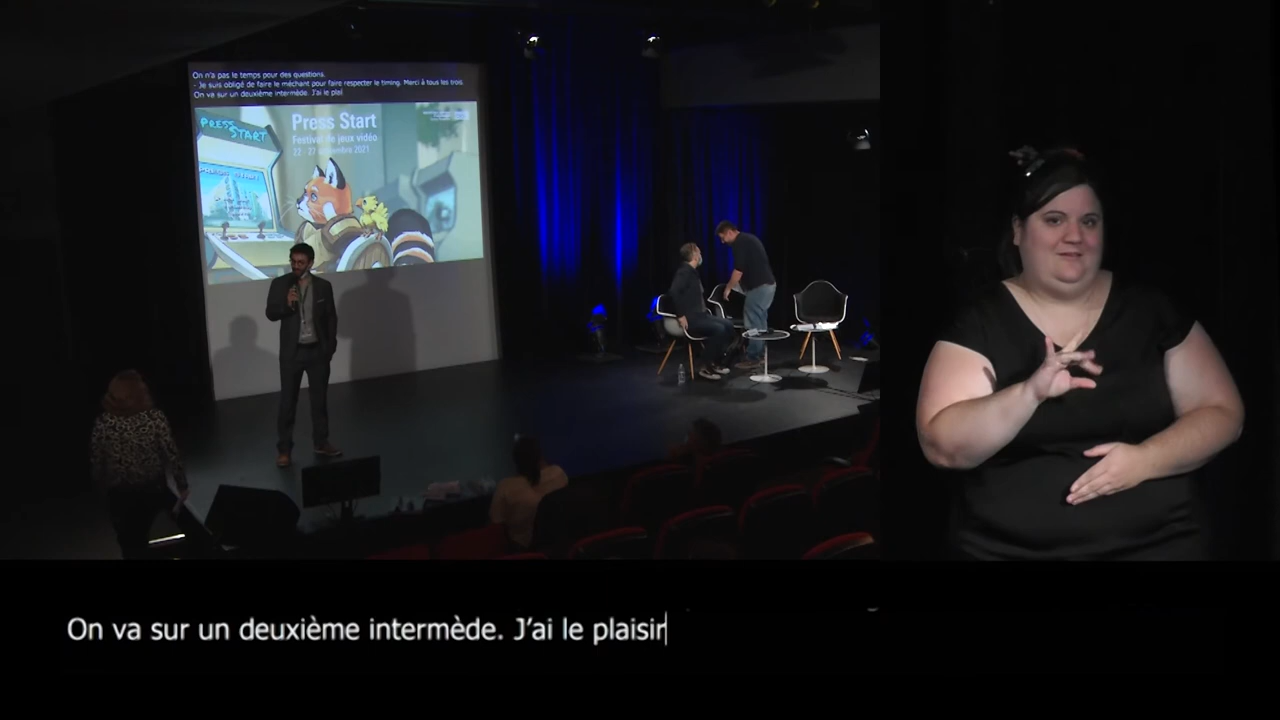 On n'a pas le temps pour des questions.
- Je suis obligé de faire le méchant pour faire respecter le timing. Merci à tous les trois.
On va sur un deuxième intermède. J'ai le plai
PRESS START
Press Start
Festival de jeux vidéo
22 - 27 septembre 2021
On va sur un deuxième intermède. J'ai le plaisir